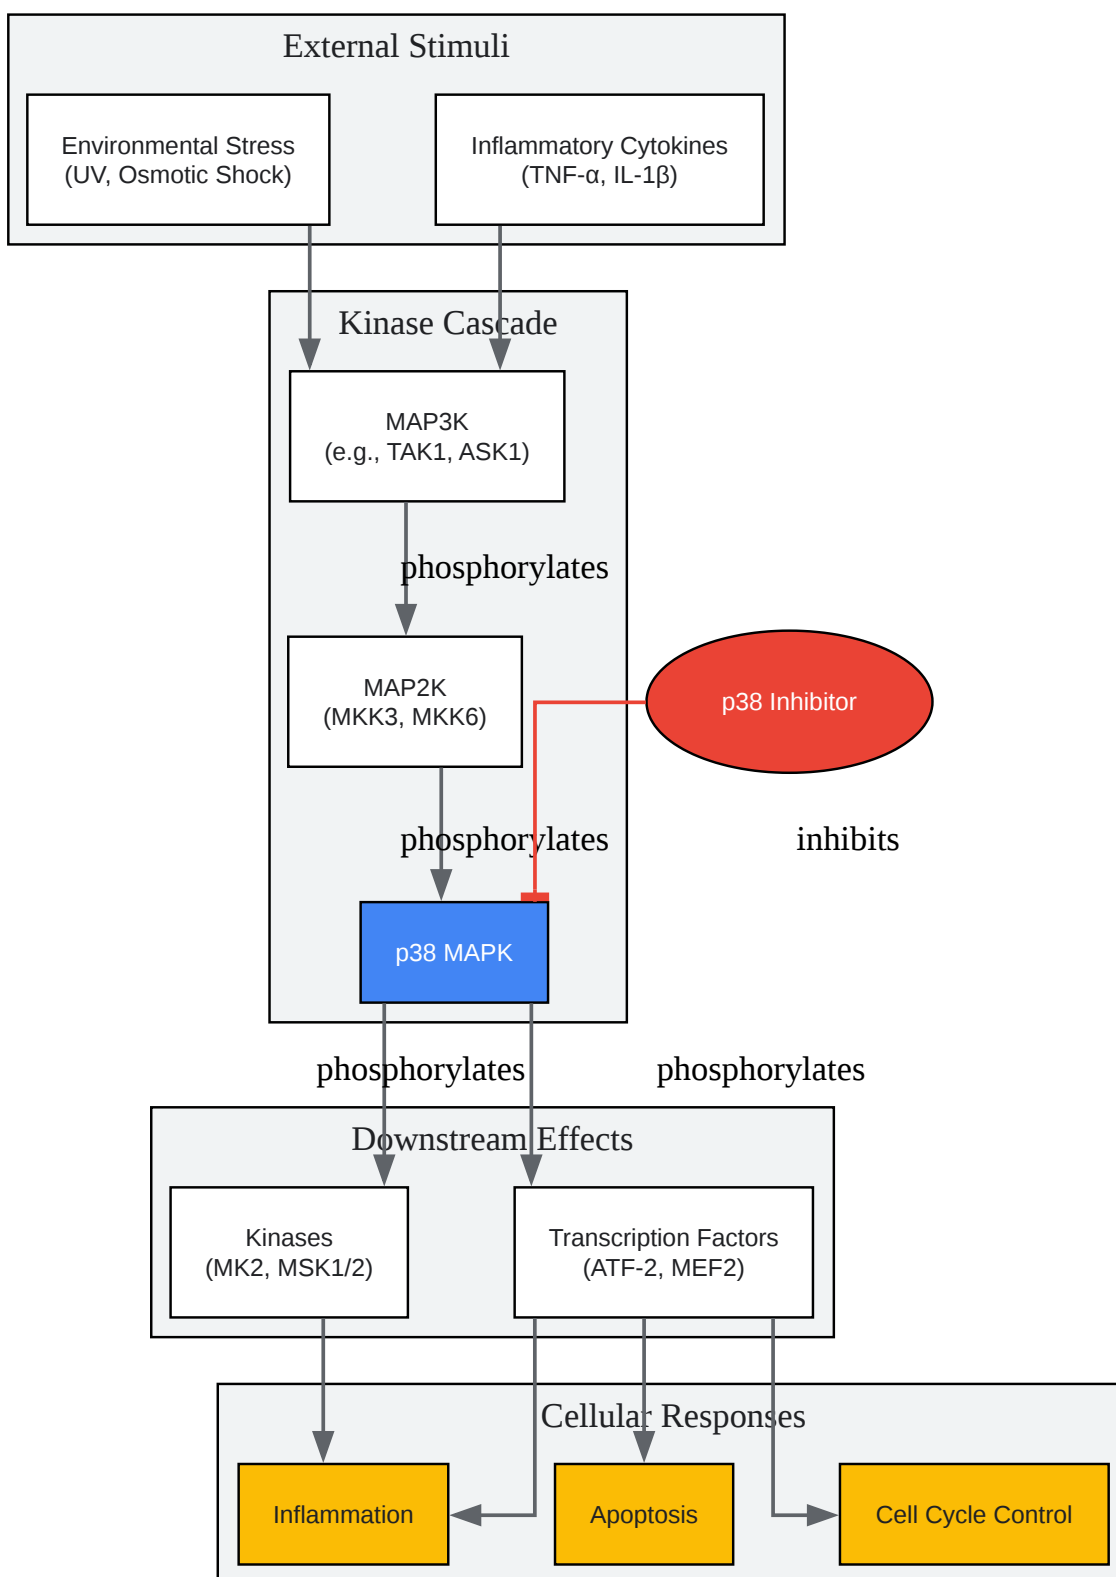 External Stimuli
Environmental Stress
(UV, Osmotic Shock)
Inflammatory Cytokines
(TNF-α, IL-1β)
Kinase Cascade
MAP3K
(e.g., TAK1, ASK1)
phosphorylates
MAP2K
(MKK3, MKK6)
p38 Inhibitor
phosphorylates
inhibits
p38 MAPK
phosphorylates
phosphorylates
Downstream Effects
Kinases
(MK2, MSK1/2)
Transcription Factors
(ATF-2, MEF2)
Cellular Responses
Inflammation
Apoptosis
Cell Cycle Control